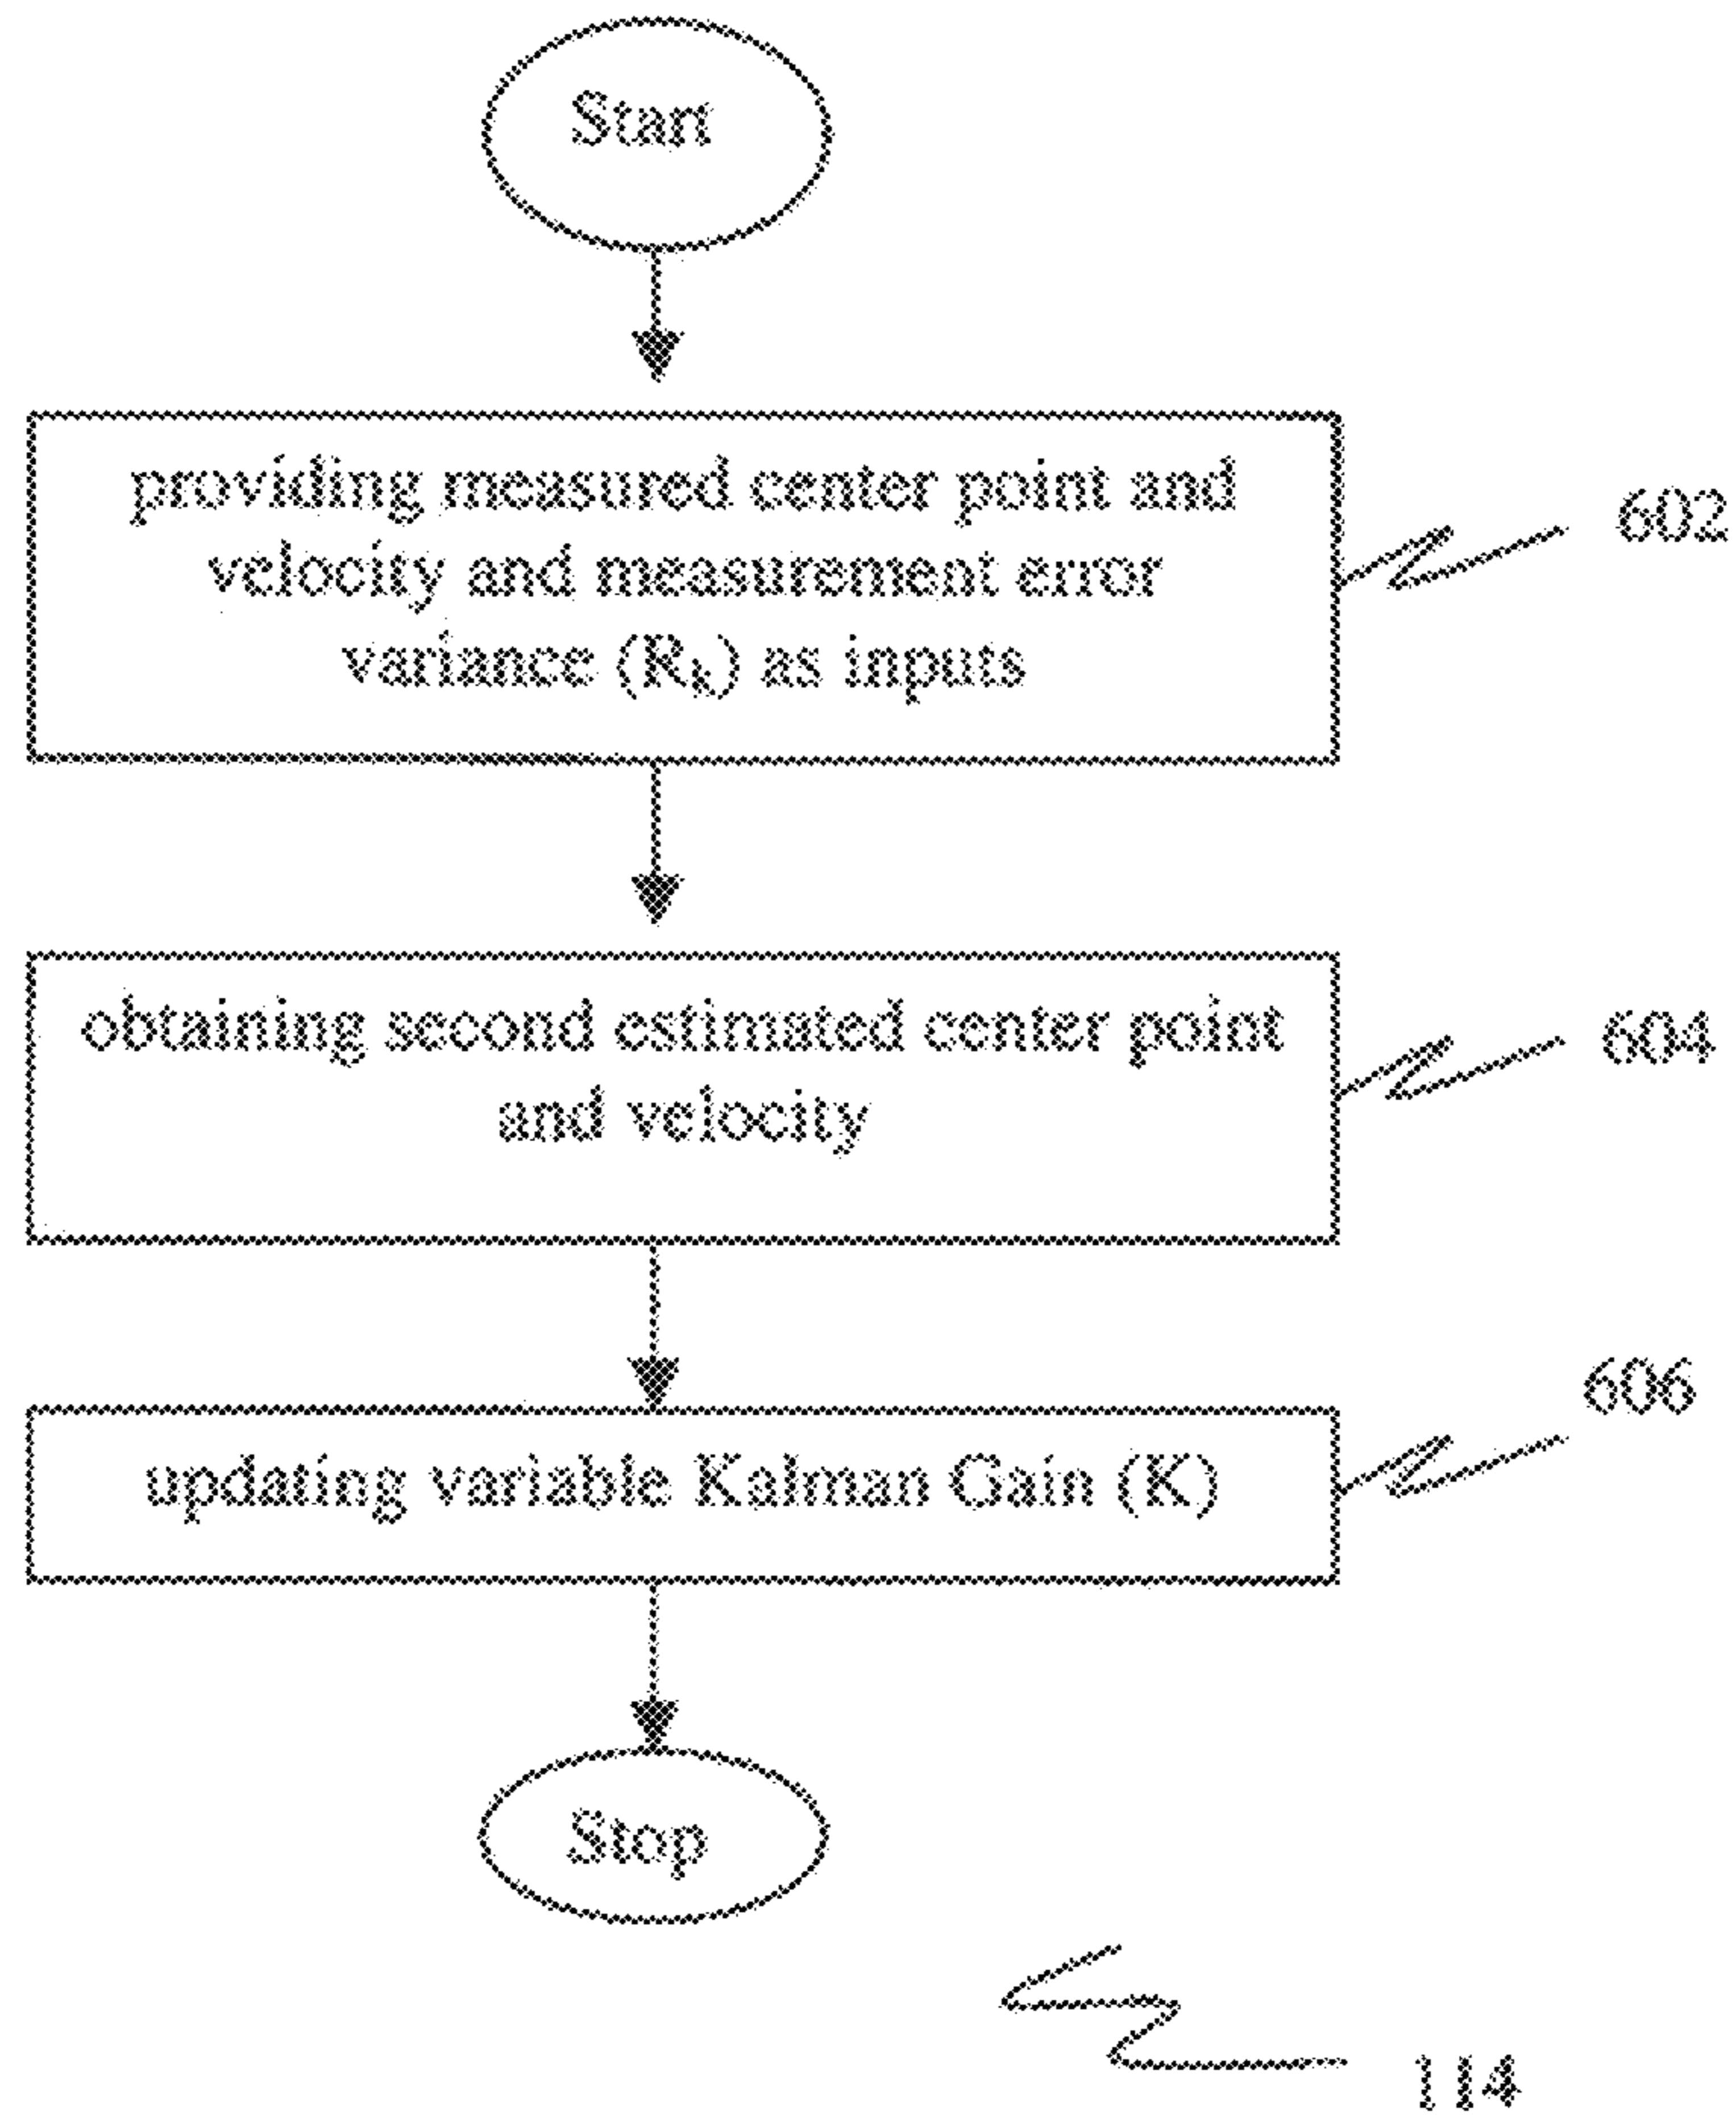 Start
providing measured center point and
velocity and measurement error
variance (Rₖ) as inputs
602
obtaining second estimated center point
and velocity
604
606
updating variable Kalman Gain (K)
Stop
114